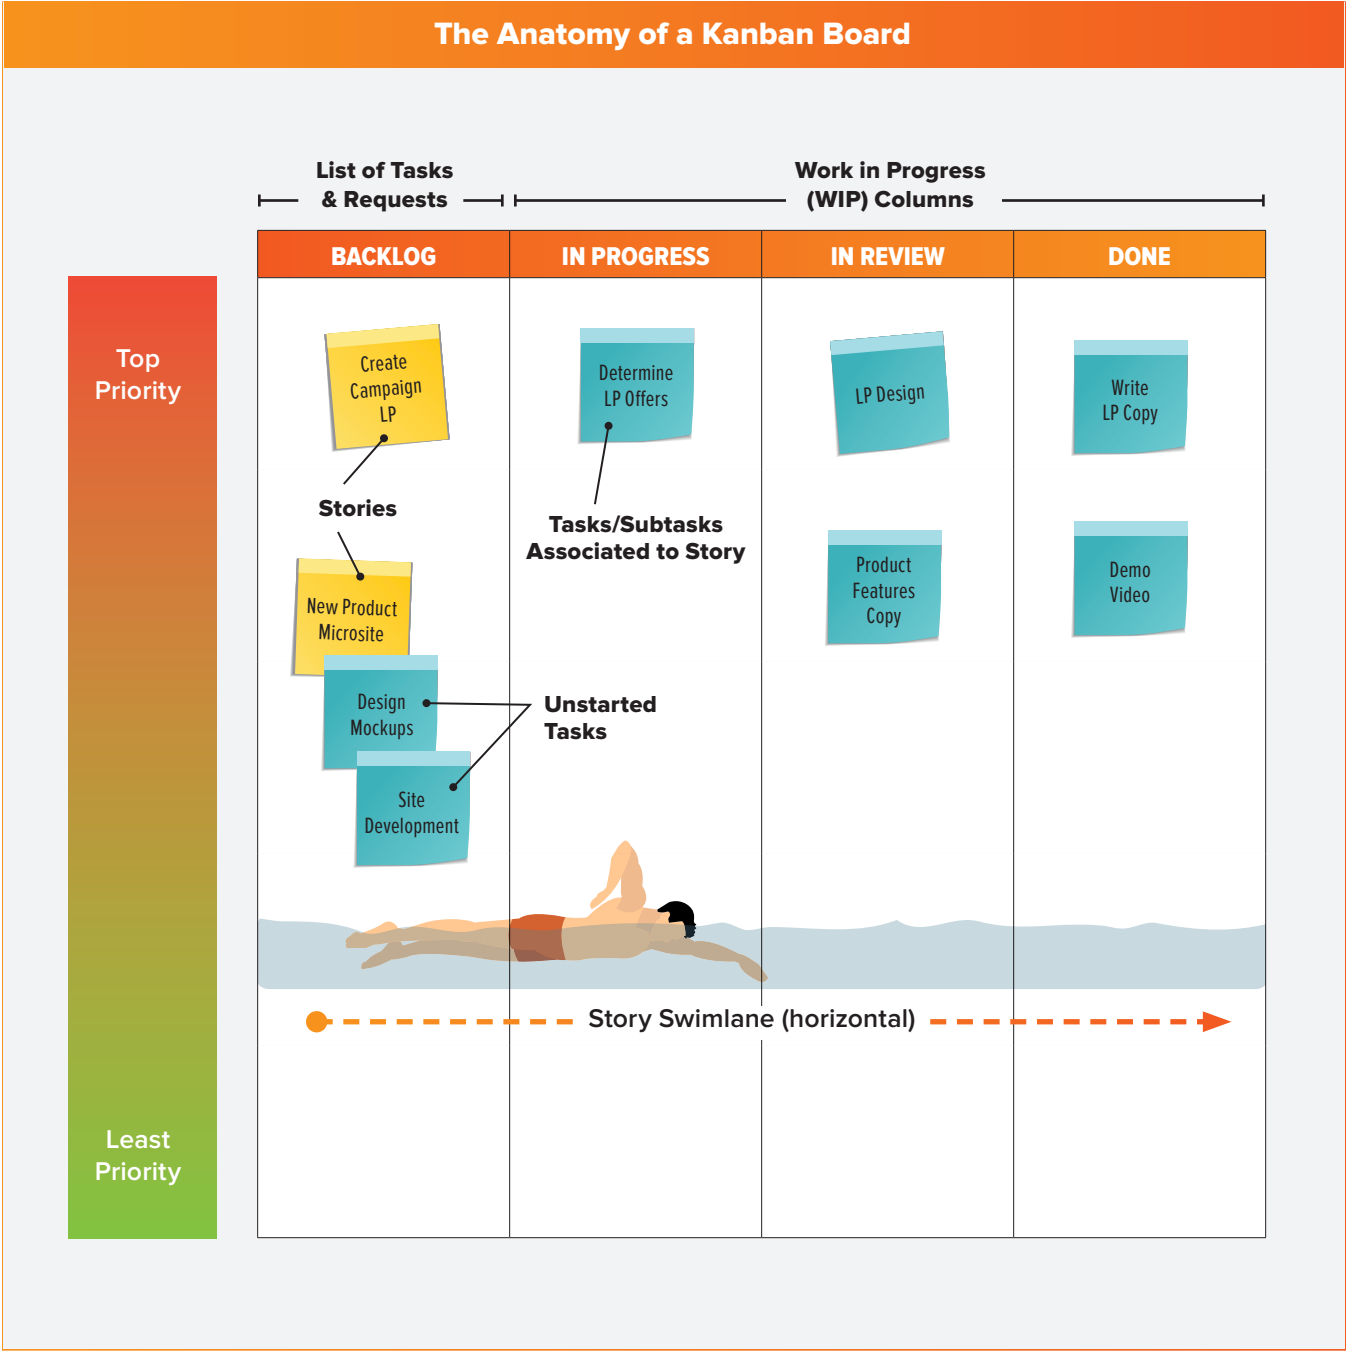 The Anatomy of a Kanban Board
List of Tasks
& Requests
Work in Progress
(WIP) Columns
BACKLOG
IN PROGRESS
IN REVIEW
DONE
Top
Priority
Create
Campaign
LP
Determine
LP Offers
LP Design
Write
LP Copy
Stories
Tasks/Subtasks
Associated to Story
New Product
Microsite
Product
Features
Copy
Demo
Video
Design
Mockups
Unstarted
Tasks
Site
Development
Story Swimlane (horizontal)
Least
Priority